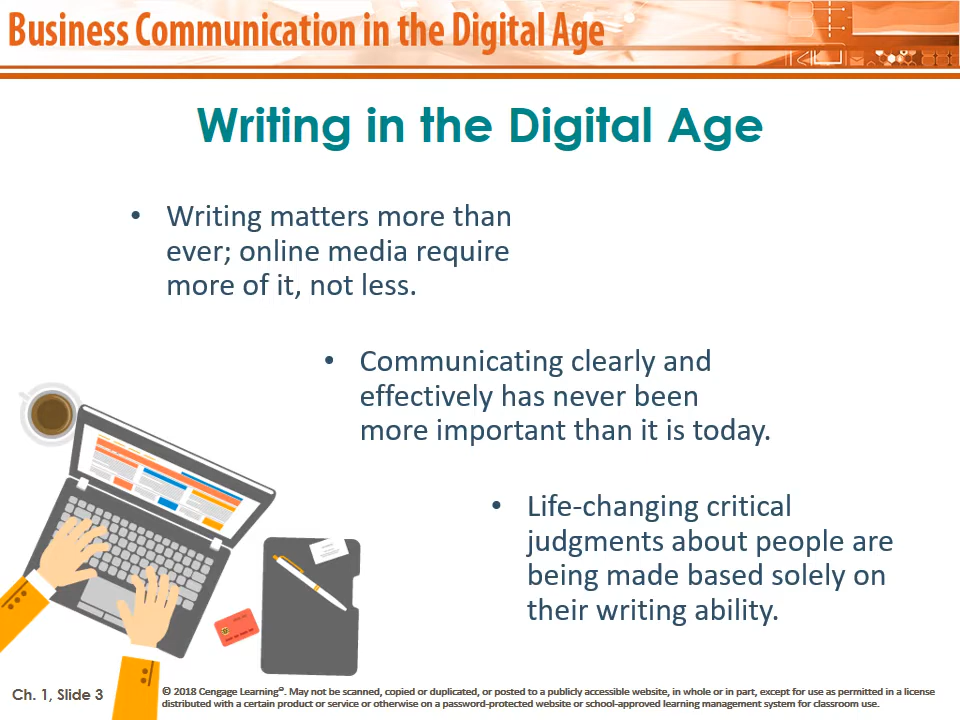 Business Communication in the Digital Age
Writing in the Digital Age
• Writing matters more than
ever; online media require
more of it, not less.
• Communicating clearly and
effectively has never been
more important than it is today.
• Life-changing critical
judgments about people are
being made based solely on
their writing ability.
Ch. 1, Slide 3
© 2018 Cengage Learning®. May not be scanned, copied or duplicated, or posted to a publicly accessible website, in whole or in part, except for use as permitted in a license
distributed with a certain product or service or otherwise on a password-protected website or school-approved learning management system for classroom use.